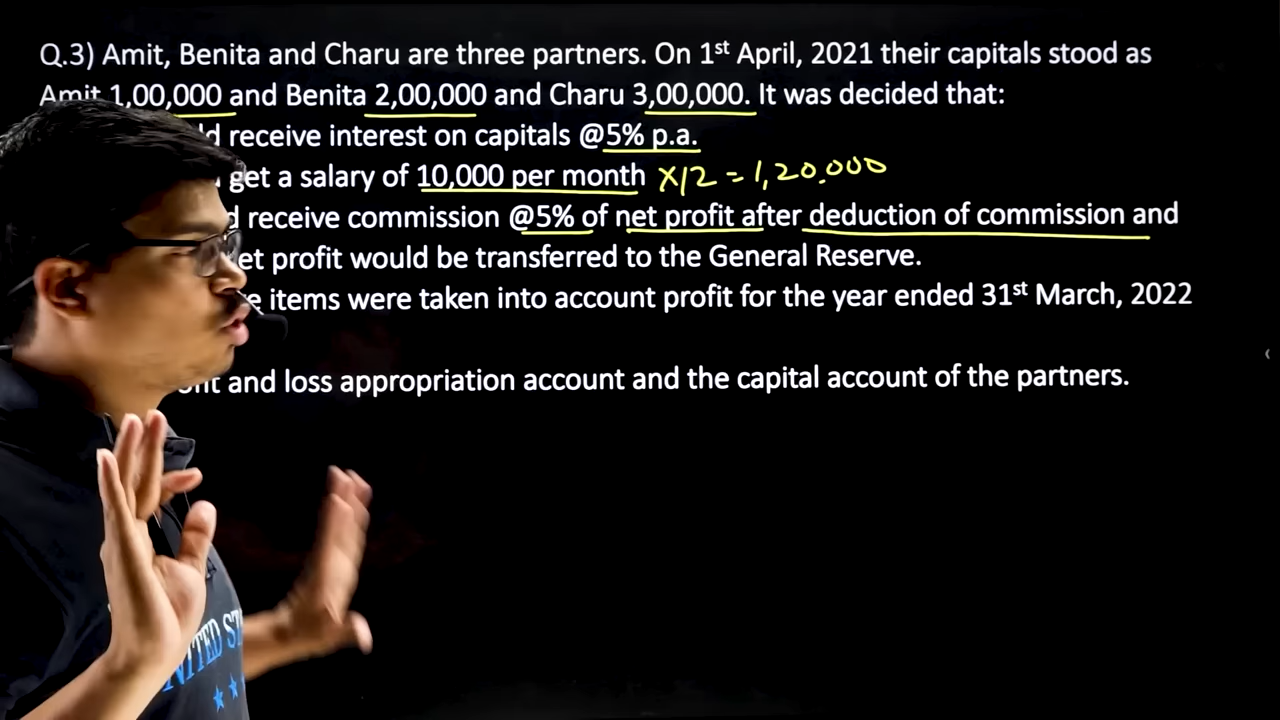 Q.3) Amit, Benita and Charu are three partners. On 1st April, 2021 their capitals stood as
Amit 1,00,000 and Benita 2,00,000 and Charu 3,00,000. It was decided that:
receive interest on capitals @5% p.a.
get a salary of 10,000 per month x12 = 1,20,000
receive commission @5% of net profit after deduction of commission and
profit would be transferred to the General Reserve.
items were taken into account profit for the year ended 31st March, 2022
and loss appropriation account and the capital account of the partners.